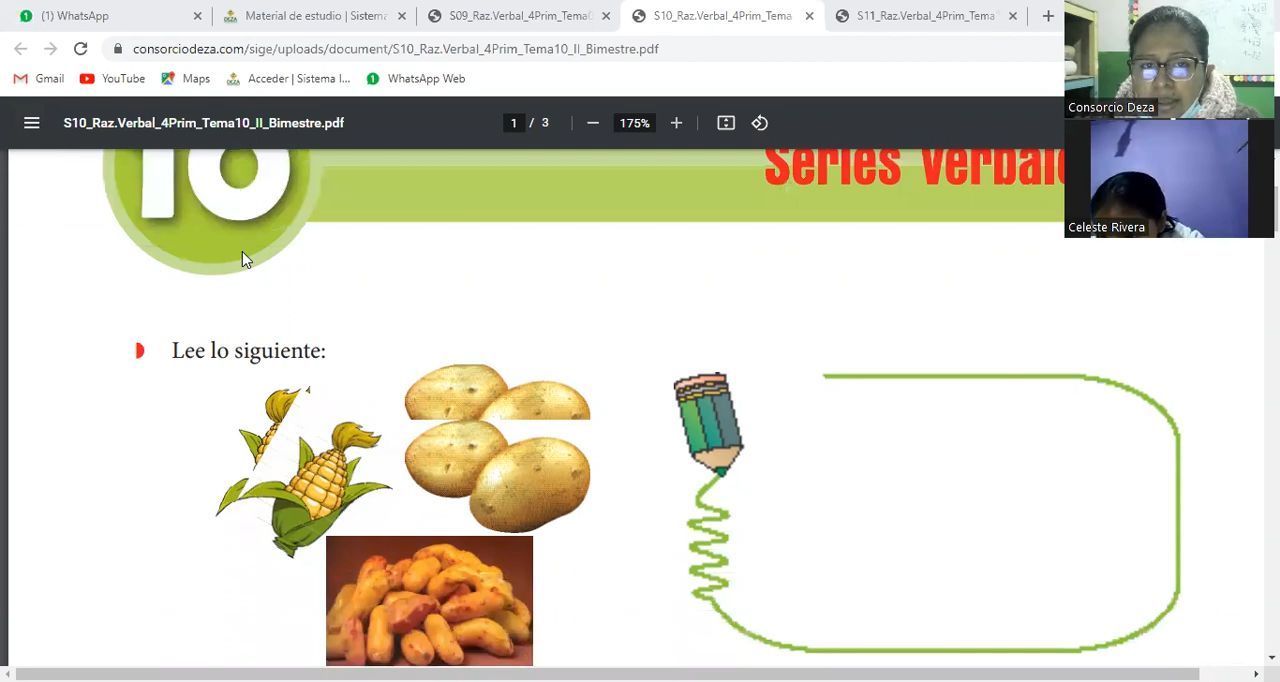 (1) WhatsApp
Material de estudio | Sistema
S09_Raz.Verbal_4Prim_Tema
S10_Raz.Verbal_4Prim_Tema
S11_Raz.Verbal_4Prim_Tema
consorciodeza.com/sige/uploads/document/S10_Raz.Verbal_4Prim_Tema10_II_Bimestre.pdf
Gmail
YouTube
Maps
Acceder | Sistema I...
WhatsApp Web
Consorcio Deza
S10_Raz.Verbal_4Prim_Tema10_II_Bimestre.pdf
1 / 3
175%
10
Series Verbale
Celeste Rivera
Lee lo siguiente: